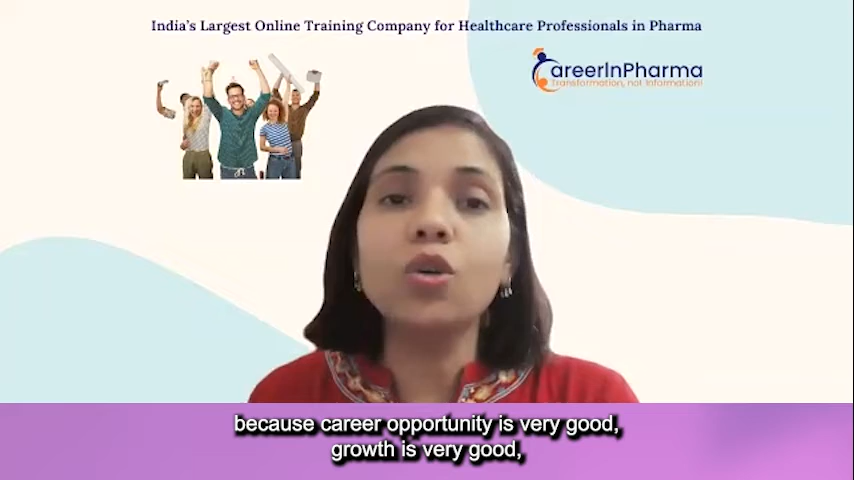 India's Largest Online Training Company for Healthcare Professionals in Pharma
CareerInPharma
Transformation, not Information!
because career opportunity is very good,
growth is very good,